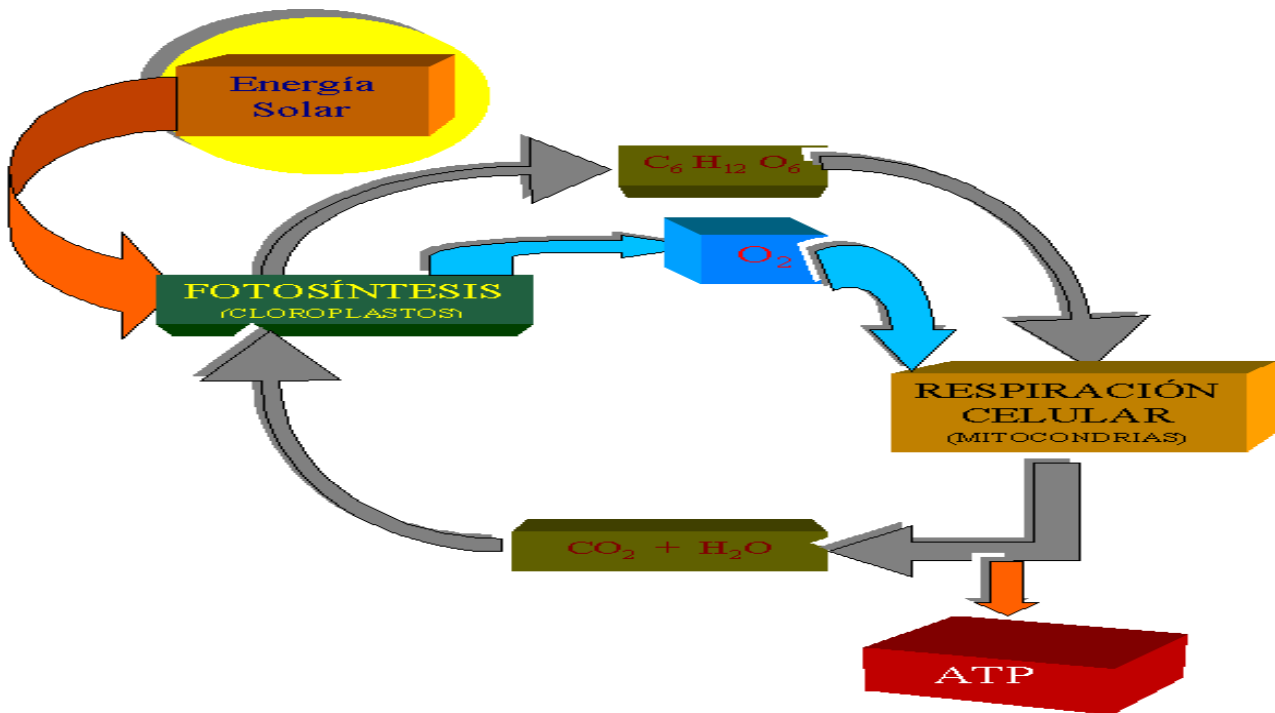 Energía
Solar
C₆ H₁₂ O₆
O₂
FOTOSÍNTESIS
(CLOROPLASTOS)
RESPIRACIÓN
CELULAR
(MITOCONDRIAS)
CO₂ + H₂O
ATP